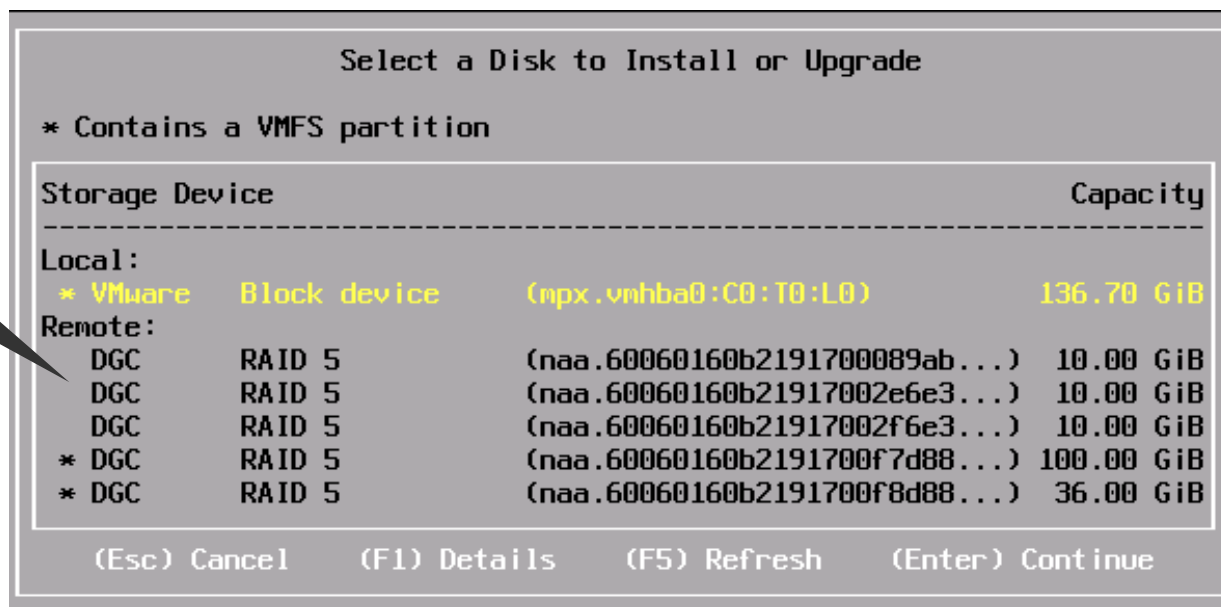 Select a Disk to Install or Upgrade
* Contains a VMFS partition
Storage Device Capacity
--------------------------------------------------------------------
Local:
* VMware Block device (mpx.vmhba0:C0:T0:L0) 136.70 GiB
Remote:
DGC RAID 5 (naa.60060160b2191700089ab...) 10.00 GiB
DGC RAID 5 (naa.60060160b21917002e6e3...) 10.00 GiB
DGC RAID 5 (naa.60060160b21917002f6e3...) 10.00 GiB
* DGC RAID 5 (naa.60060160b2191700f7d88...) 100.00 GiB
* DGC RAID 5 (naa.60060160b2191700f8d88...) 36.00 GiB
(Esc) Cancel (F1) Details (F5) Refresh (Enter) Continue